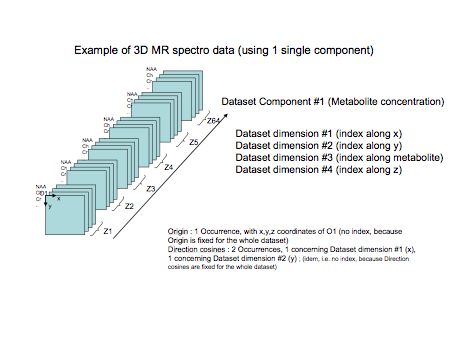 Example of 3D MR spectro data (using 1 single component)
NAA
Ch
Cr
..
NAA
Ch
Cr
Z64
Dataset Component #1 (Metabolite concentration)
NAA
Ch
Cr
Z5
Dataset dimension #1 (index along x)
Dataset dimension #2 (index along y)
Dataset dimension #3 (index along metabolite)
Dataset dimension #4 (index along z)
NAA
Ch
Cr
..
Z4
NAA
Ch
Cr
..
Z3
NAA
Ch
Cr
..
O1
x
y
Z2
Z1
Origin : 1 Occurrence, with x,y,z coordinates of O1 (no index, because
Origin is fixed for the whole dataset)
Direction cosines : 2 Occurrences, 1 concerning Dataset dimension #1 (x),
1 concerning Dataset dimension #2 (y) ; (idem, i.e. no index, because Direction
cosines are fixed for the whole dataset)